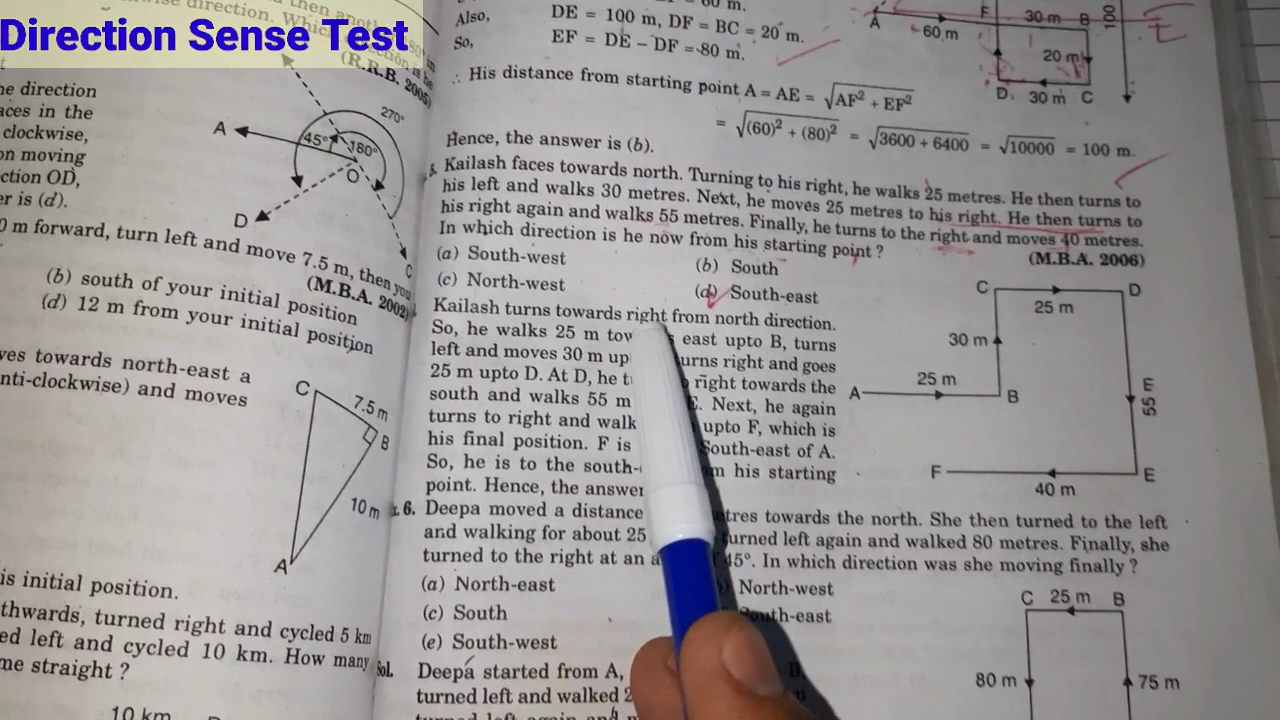 Direction Sense Test
direction. Which
(R.R.B. 2005)
he direction
aces in the
clockwise,
on moving
ction OD,
er is (d).
A
45°
180°
270°
O
D
C
0 m forward, turn left and move 7.5 m, then you
(M.B.A. 2002)
(b) south of your initial position
(d) 12 m from your initial position
ves towards north-east a
nti-clockwise) and moves
C
7.5 m
B
10 m
A
is initial position.
thwards, turned right and cycled 5 km
ed left and cycled 10 km. How many
me straight ?
10 km
Also,
DE = 100 m, DF = BC = 20 m.
So,
EF = DE – DF = 80 m.
∴ His distance from starting point A = AE = √AF² + EF²
= √(60)² + (80)² = √3600 + 6400 = √10000 = 100 m.
Hence, the answer is (b).
A
F
30 m
B
100
E
60 m
20 m
D
30 m
C
5. Kailash faces towards north. Turning to his right, he walks 25 metres. He then turns to
his left and walks 30 metres. Next, he moves 25 metres to his right. He then turns to
his right again and walks 55 metres. Finally, he turns to the right and moves 40 metres.
In which direction is he now from his starting point ?
(M.B.A. 2006)
(a) South-west
(b) South
(c) North-west
(d) South-east
Kailash turns towards right from north direction.
So, he walks 25 m east upto B, turns
left and moves 30 m turns right and goes
25 m upto D. At D, he right towards the
south and walks 55 m E. Next, he again
turns to right and upto F, which is
his final position. F is South-east of A.
So, he is to the his starting
point. Hence, the answer
C
25 m
D
30 m
A
25 m
B
55 m
F
40 m
E
6. Deepa moved a distance metres towards the north. She then turned to the left
and walking for about 25 turned left again and walked 80 metres. Finally, she
turned to the right at an 45°. In which direction was she moving finally ?
(a) North-east
North-west
(c) South
South-east
(e) South-west
Sol. Deepa started from A,
turned left and walked
C
25 m
B
80 m
75 m